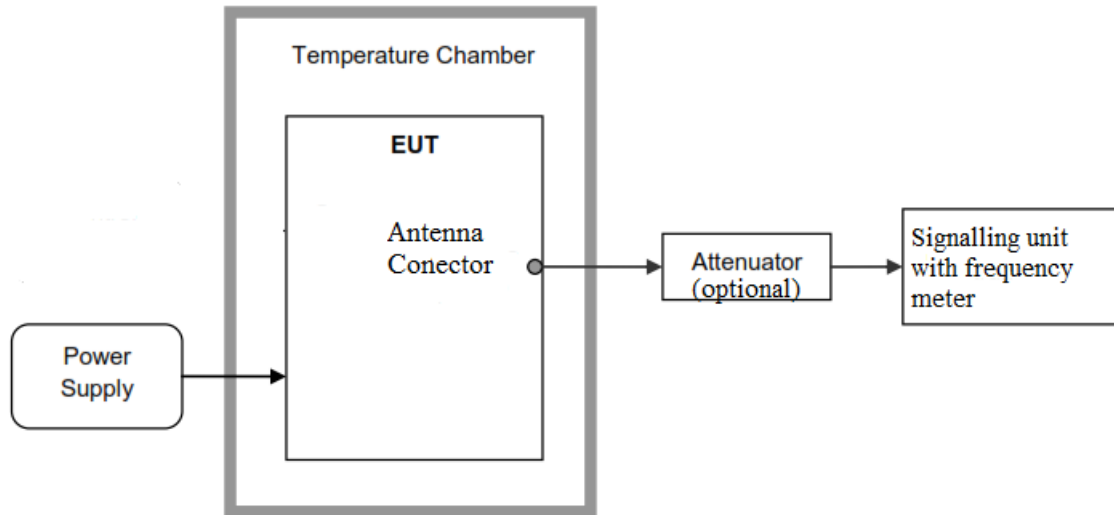 Temperature Chamber
EUT
Antenna
Conector
Attenuator
(optional)
Signalling unit
with frequency
meter
Power
Supply